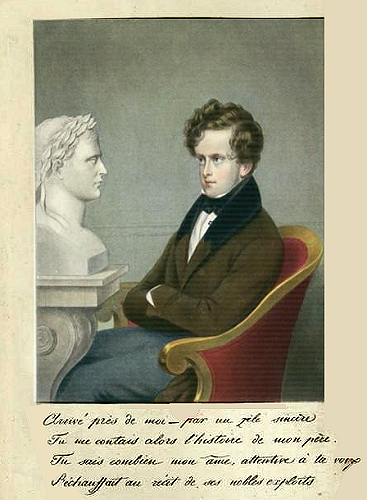 Arrivé près de moi — par un zèle sincère
Tu me contais alors l'histoire de mon père.
Tu sais combien mon âme, attentive à ta voix
S'échauffait au récit de ses nobles exploits